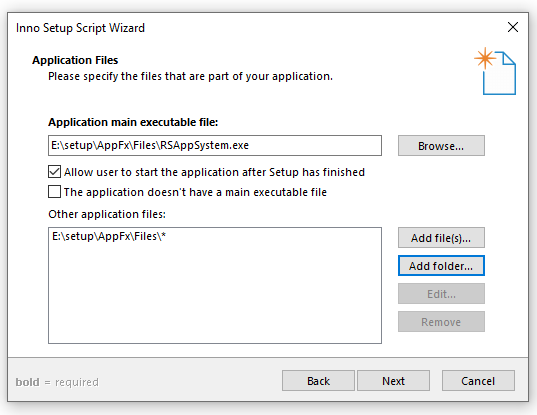 Inno Setup Script Wizard
Application Files
Please specify the files that are part of your application.
Application main executable file:
E:\setup\AppFx\Files\RSAppSystem.exe
Browse...
Allow user to start the application after Setup has finished
The application doesn't have a main executable file
Other application files:
E:\setup\AppFx\Files\*
Add file(s)...
Add folder...
Edit...
Remove
bold = required
Back
Next
Cancel